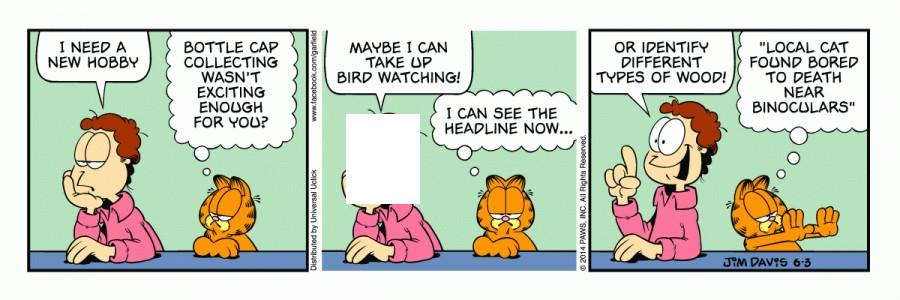 I NEED A
NEW HOBBY
BOTTLE CAP
COLLECTING
WASN'T
EXCITING
ENOUGH
FOR YOU?
Distributed by Universal Uclick
www.facebook.com/garfield
MAYBE I CAN
TAKE UP
BIRD WATCHING!
I CAN SEE THE
HEADLINE NOW...
© 2014 PAWS, INC. All Rights Reserved.
OR IDENTIFY
DIFFERENT
TYPES OF WOOD!
"LOCAL CAT
FOUND BORED
TO DEATH
NEAR
BINOCULARS"
JIM DAVIS 6-3